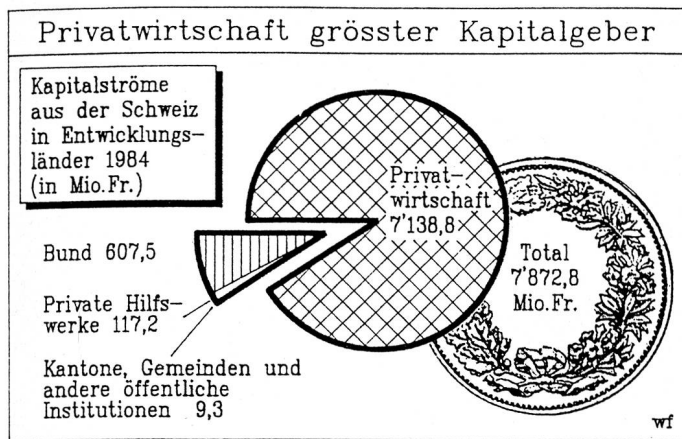 Privatwirtschaft grösster Kapitalgeber
Kapitalströme
aus der Schweiz
in Entwicklungs-
länder 1984
(in Mio.Fr.)
Privat-
wirtschaft
7'138,8
Bund 607,5
Total
7'872,8
Mio.Fr.
Private Hilfs-
werke 117,2
Kantone, Gemeinden und
andere öffentliche
Institutionen 9,3
wf